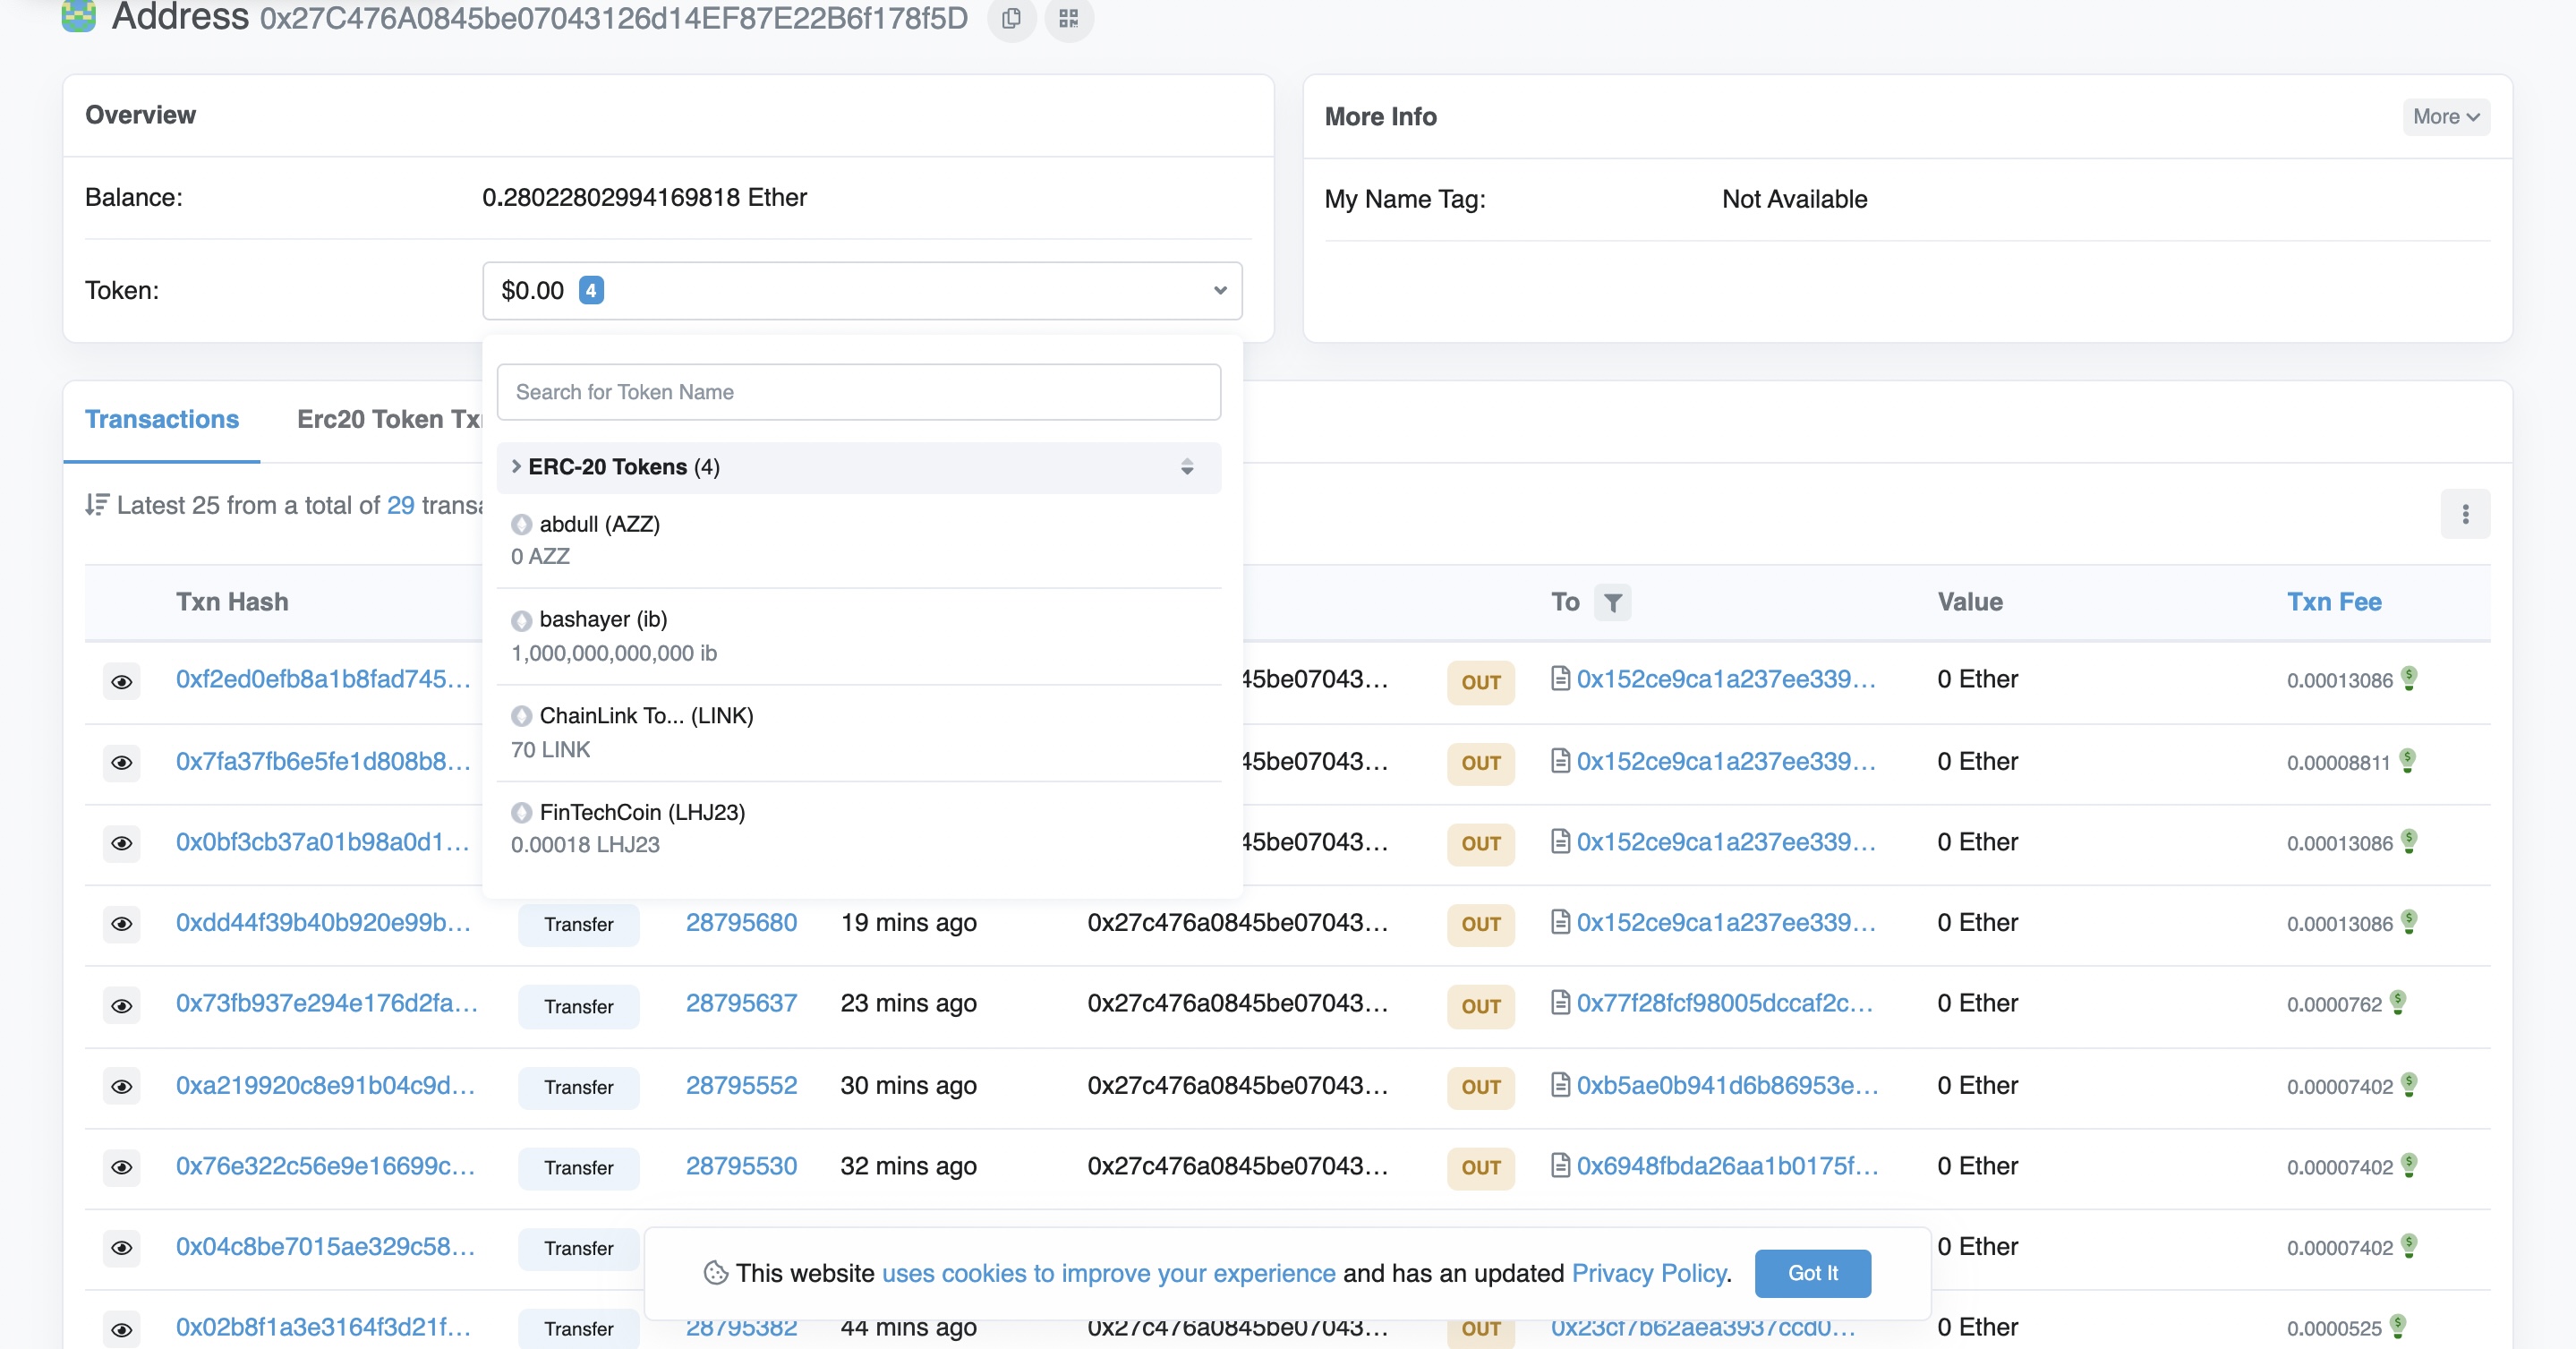 Address 0x27C476A0845be07043126d14EF87E22B6f178f5D
Overview
Balance: 0.28022802994169818 Ether
Token: $0.00 4
Search for Token Name
ERC-20 Tokens (4)
abdull (AZZ)
0 AZZ
bashayer (ib)
1,000,000,000,000 ib
ChainLink To... (LINK)
70 LINK
FinTechCoin (LHJ23)
0.00018 LHJ23
More Info
More
My Name Tag: Not Available
Transactions Erc20 Token Tx
Latest 25 from a total of 29 transa
Txn Hash To Value Txn Fee
0xf2ed0efb8a1b8fad745... 45be07043... OUT 0x152ce9ca1a237ee339... 0 Ether 0.00013086
0x7fa37fb6e5fe1d808b8... 45be07043... OUT 0x152ce9ca1a237ee339... 0 Ether 0.00008811
0x0bf3cb37a01b98a0d1... 45be07043... OUT 0x152ce9ca1a237ee339... 0 Ether 0.00013086
0xdd44f39b40b920e99b... Transfer 28795680 19 mins ago 0x27c476a0845be07043... OUT 0x152ce9ca1a237ee339... 0 Ether 0.00013086
0x73fb937e294e176d2fa... Transfer 28795637 23 mins ago 0x27c476a0845be07043... OUT 0x77f28fcf98005dccaf2c... 0 Ether 0.0000762
0xa219920c8e91b04c9d... Transfer 28795552 30 mins ago 0x27c476a0845be07043... OUT 0xb5ae0b941d6b86953e... 0 Ether 0.00007402
0x76e322c56e9e16699c... Transfer 28795530 32 mins ago 0x27c476a0845be07043... OUT 0x6948fbda26aa1b0175f... 0 Ether 0.00007402
0x04c8be7015ae329c58... Transfer 0 Ether 0.00007402
This website uses cookies to improve your experience and has an updated Privacy Policy. Got It
0x02b8f1a3e3164f3d21f... Transfer 28795382 44 mins ago 0x27c476a0845be07043... OUT 0x23cf7b62aea3937ccd0... 0 Ether 0.0000525